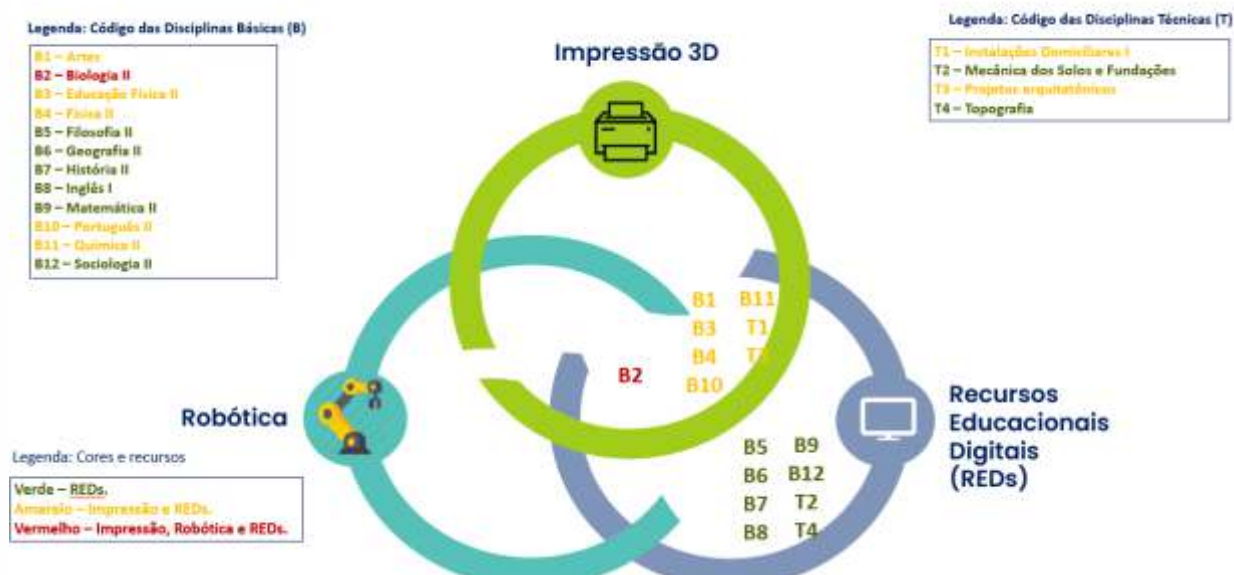 Legenda: Código das Disciplinas Básicas (B)
B1 – Artes
B2 – Biologia II
B3 – Educação Física II
B4 – Física II
B5 – Filosofia II
B6 – Geografia II
B7 – História II
B8 – Inglês I
B9 – Matemática II
B10 – Português II
B11 – Química II
B12 – Sociologia II
Impressão 3D
Legenda: Código das Disciplinas Técnicas (T)
T1 – Instalações Domiciliares I
T2 – Mecânica dos Solos e Fundações
T3 – Projetos arquitetônicos
T4 – Topografia
B1 B11
B3 T1
B4
B10
B2
Robótica
Recursos
Educacionais
Digitais
(REDs)
B5 B9
B6 B12
B7 T2
B8 T4
Legenda: Cores e recursos
Verde – REDs.
Amarelo – Impressão e REDs.
Vermelho – Impressão, Robótica e REDs.